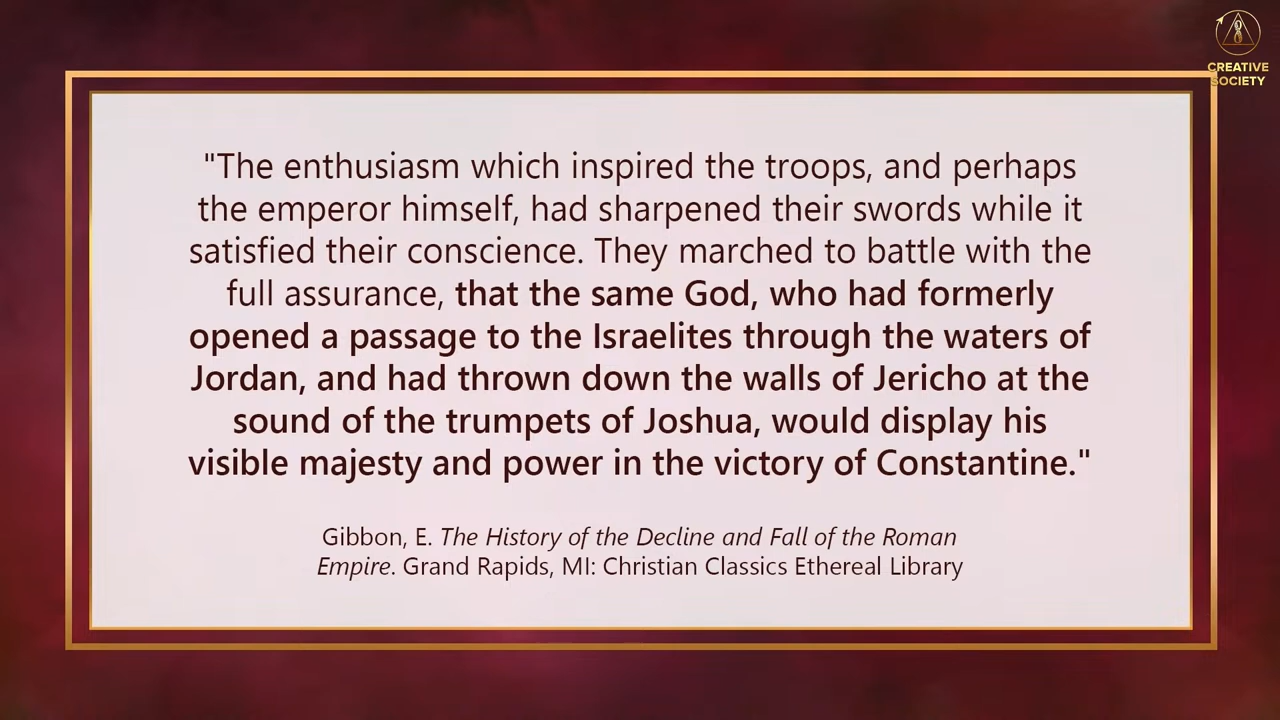 CREATIVE
SOCIETY
"The enthusiasm which inspired the troops, and perhaps
the emperor himself, had sharpened their swords while it
satisfied their conscience. They marched to battle with the
full assurance, that the same God, who had formerly
opened a passage to the Israelites through the waters of
Jordan, and had thrown down the walls of Jericho at the
sound of the trumpets of Joshua, would display his
visible majesty and power in the victory of Constantine."
Gibbon, E. The History of the Decline and Fall of the Roman
Empire. Grand Rapids, MI: Christian Classics Ethereal Library